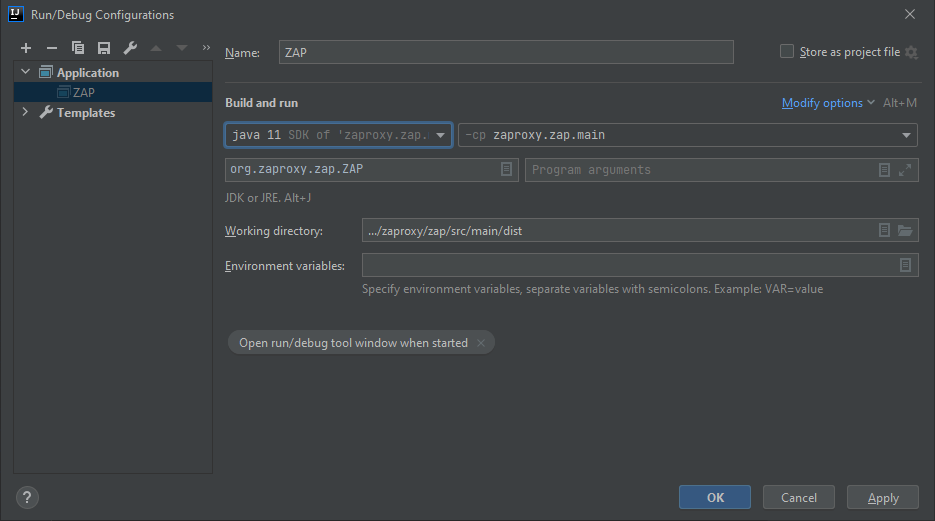 IJ Run/Debug Configurations
Name: ZAP Store as project file
Application
ZAP
Templates
Build and run Modify options Alt+M
java 11 SDK of 'zaproxy.zap. -cp zaproxy.zap.main
org.zaproxy.zap.ZAP Program arguments
JDK or JRE. Alt+J
Working directory: .../zaproxy/zap/src/main/dist
Environment variables:
Specify environment variables, separate variables with semicolons. Example: VAR=value
Open run/debug tool window when started
? OK Cancel Apply